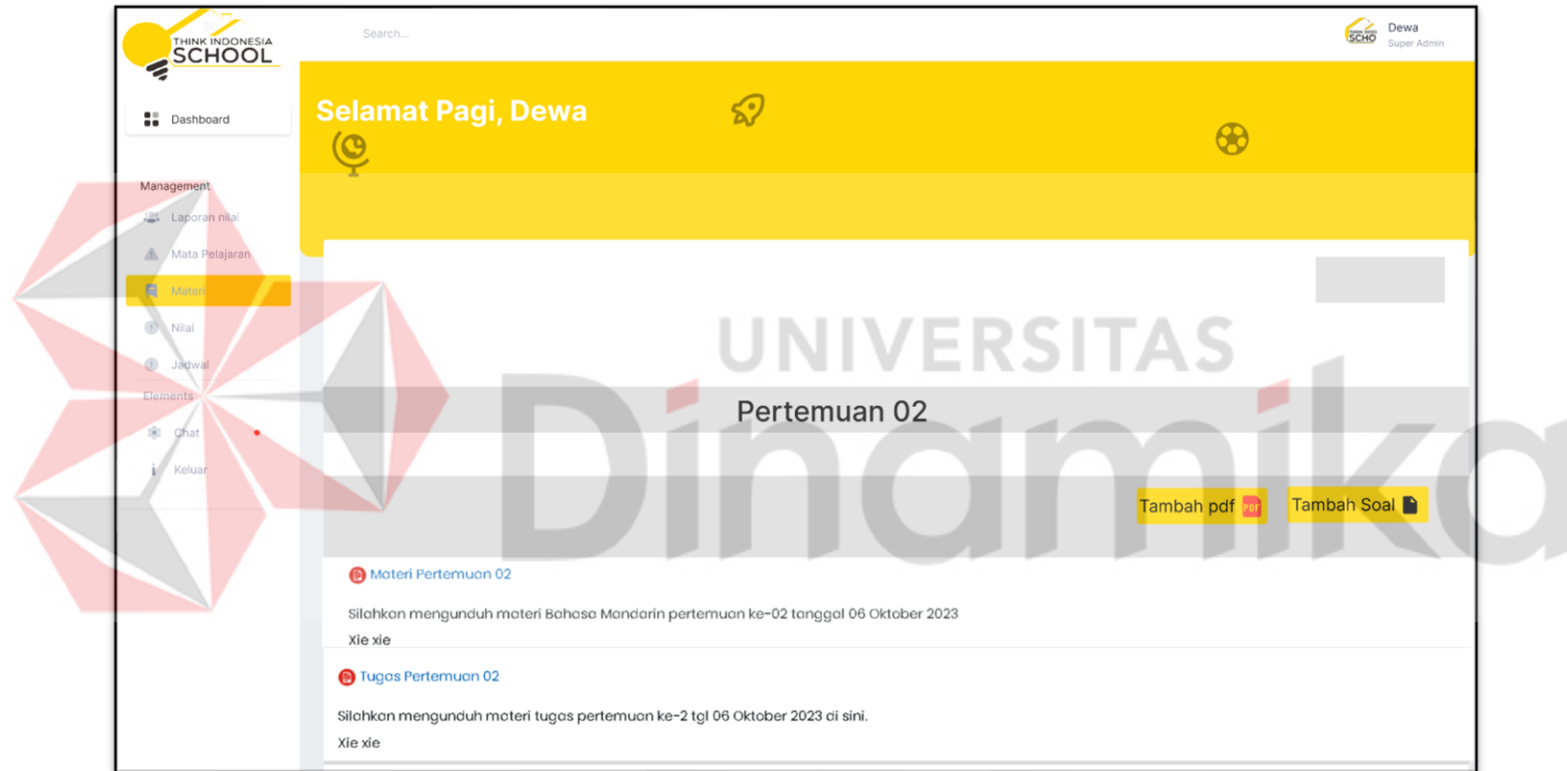 THINK INDONESIA
SCHOOL
Search...
SCHO
Dewa
Super Admin
Dashboard
Selamat Pagi, Dewa
Management
Laporan nilai
Mata Pelajaran
Materi
Nilai
Jadwal
Elements
Chat
Keluar
UNIVERSITAS
Dinamika
Pertemuan 02
Tambah pdf PDF
Tambah Soal
Materi Pertemuan 02
Silahkan mengunduh materi Bahasa Mandarin pertemuan ke-02 tanggal 06 Oktober 2023
Xie xie
Tugas Pertemuan 02
Silahkan mengunduh materi tugas pertemuan ke-2 tgl 06 Oktober 2023 di sini.
Xie xie